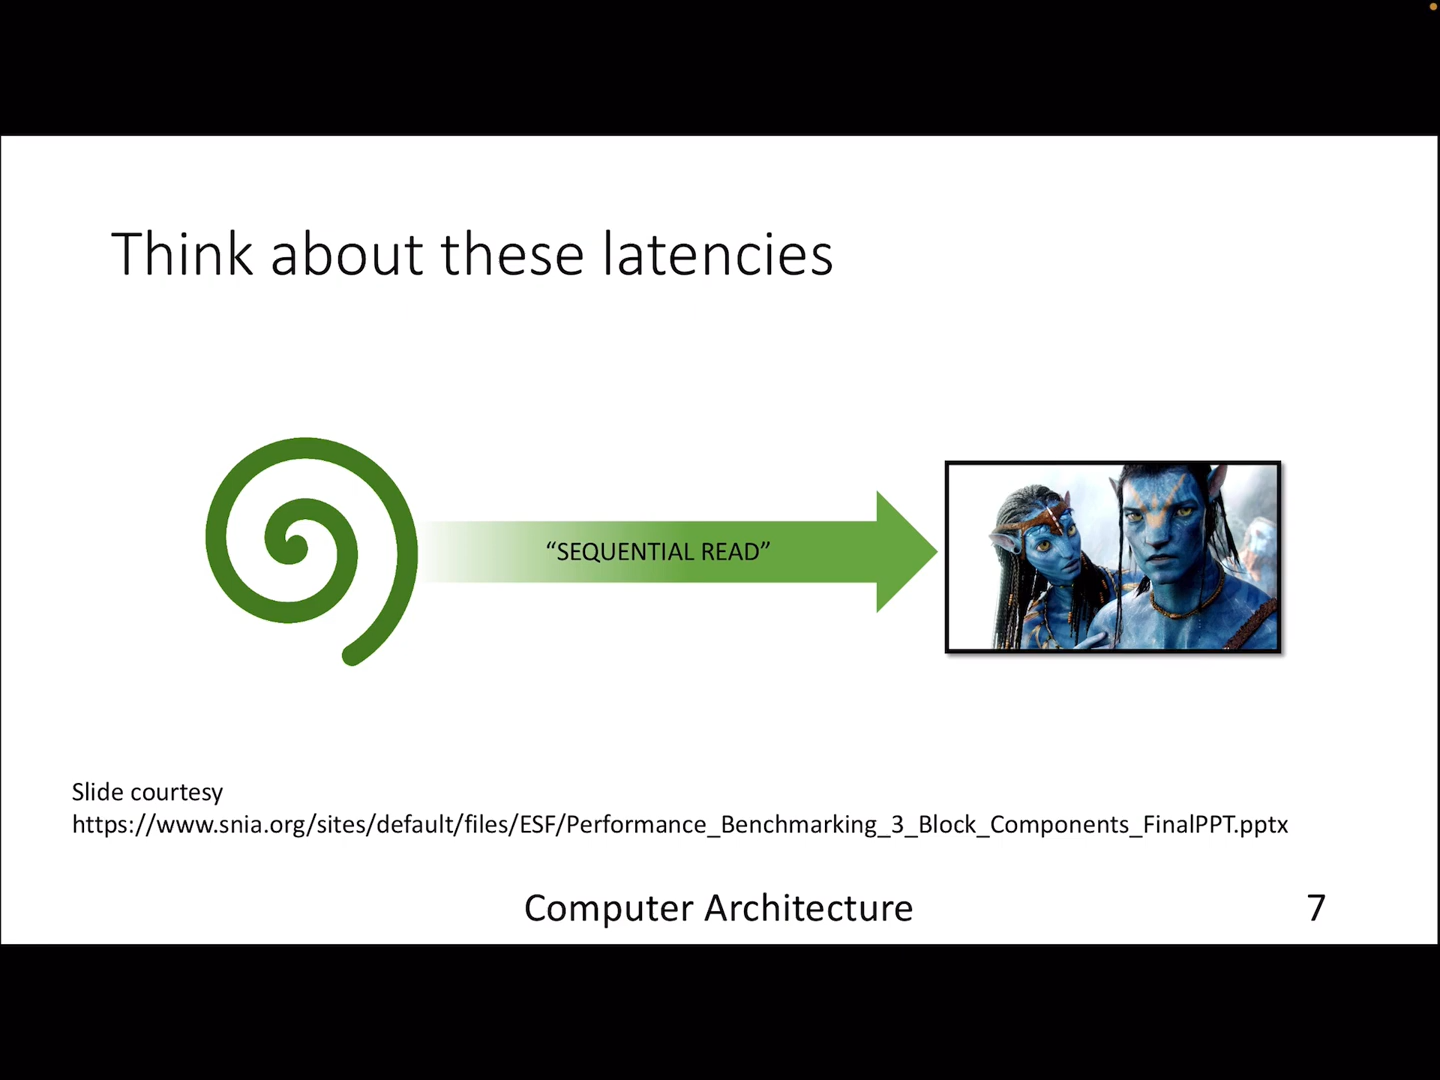 Think about these latencies
“SEQUENTIAL READ”
Slide courtesy
https://www.snia.org/sites/default/files/ESF/Performance_Benchmarking_3_Block_Components_FinalPPT.pptx
Computer Architecture
7